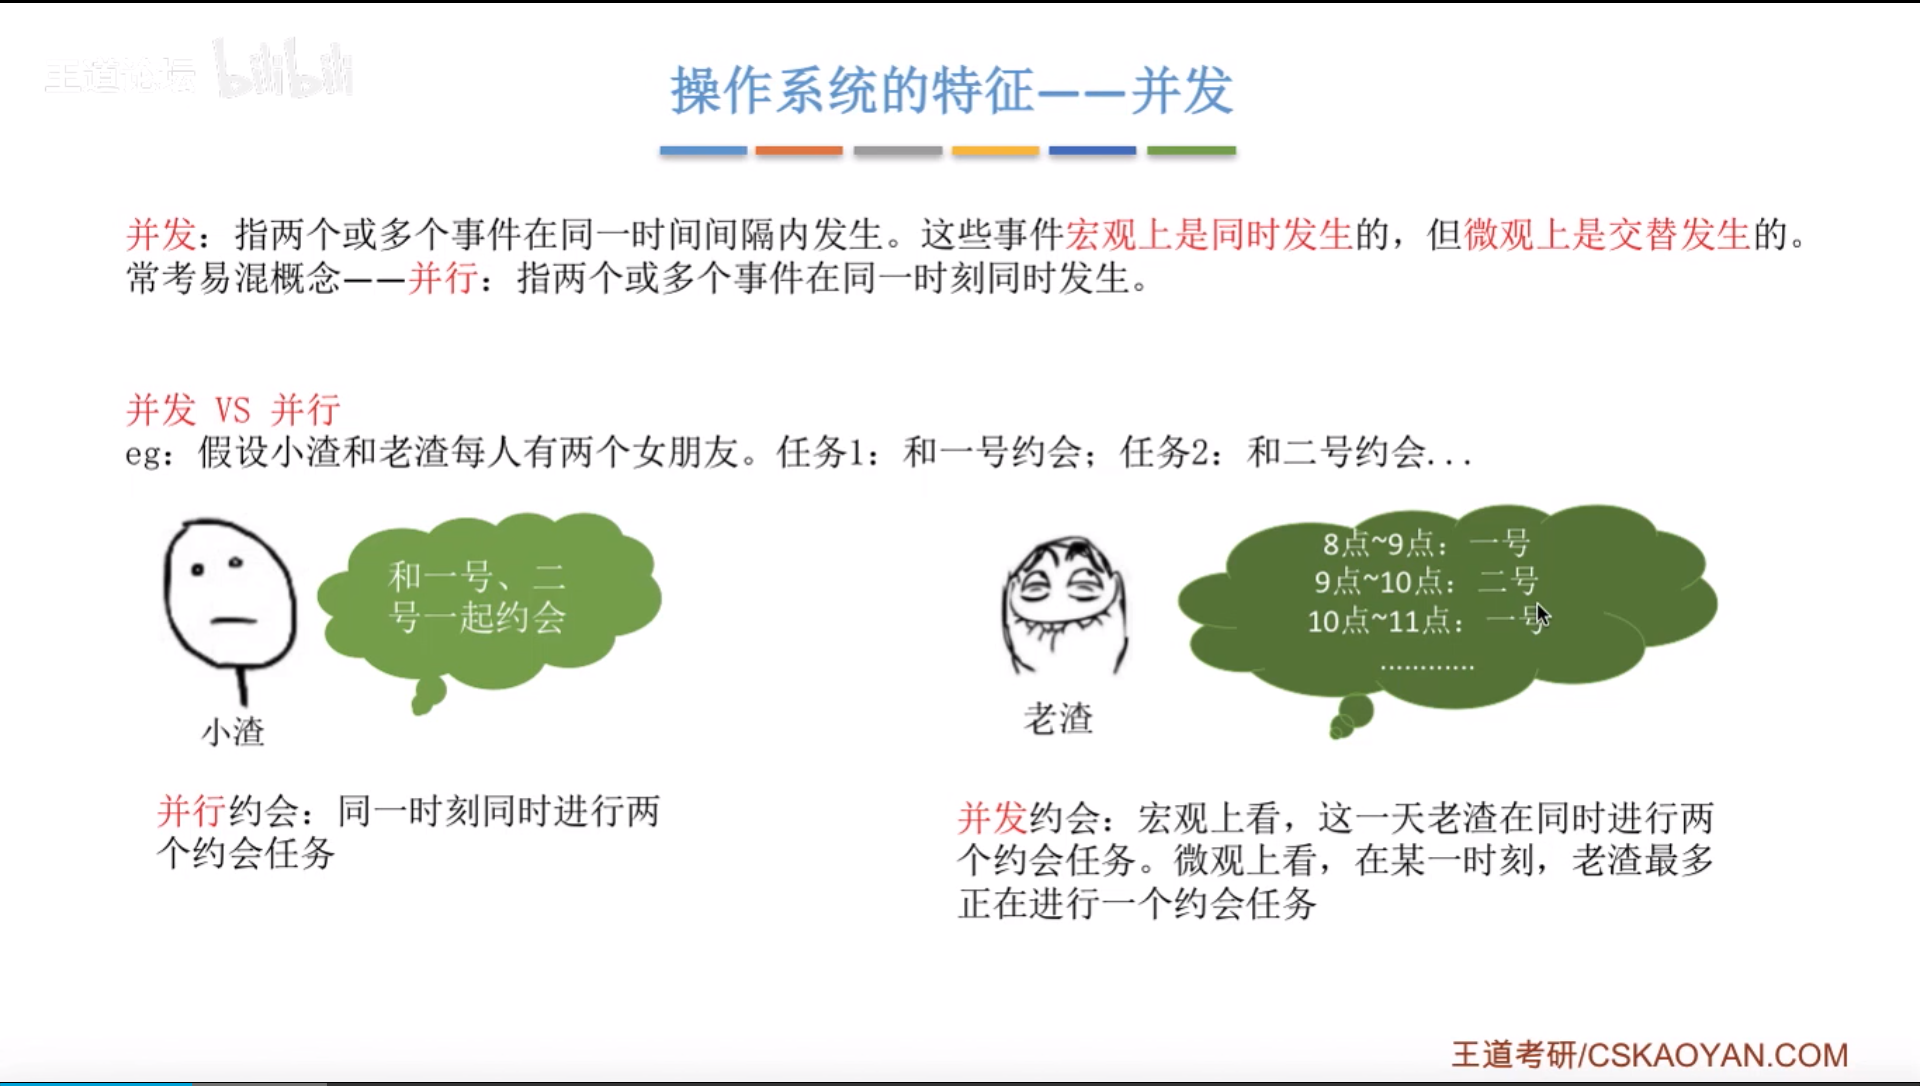 王道论坛 bilibili
操作系统的特征——并发
并发：指两个或多个事件在同一时间间隔内发生。这些事件宏观上是同时发生的，但微观上是交替发生的。
常考易混概念——并行：指两个或多个事件在同一时刻同时发生。
并发 VS 并行
eg：假设小渣和老渣每人有两个女朋友。任务1：和一号约会；任务2：和二号约会...
和一号、二
号一起约会
小渣
并行约会：同一时刻同时进行两
个约会任务
8点~9点：一号
9点~10点：二号
10点~11点：一号
............
老渣
并发约会：宏观上看，这一天老渣在同时进行两
个约会任务。微观上看，在某一时刻，老渣最多
正在进行一个约会任务
王道考研/CSKAOYAN.COM